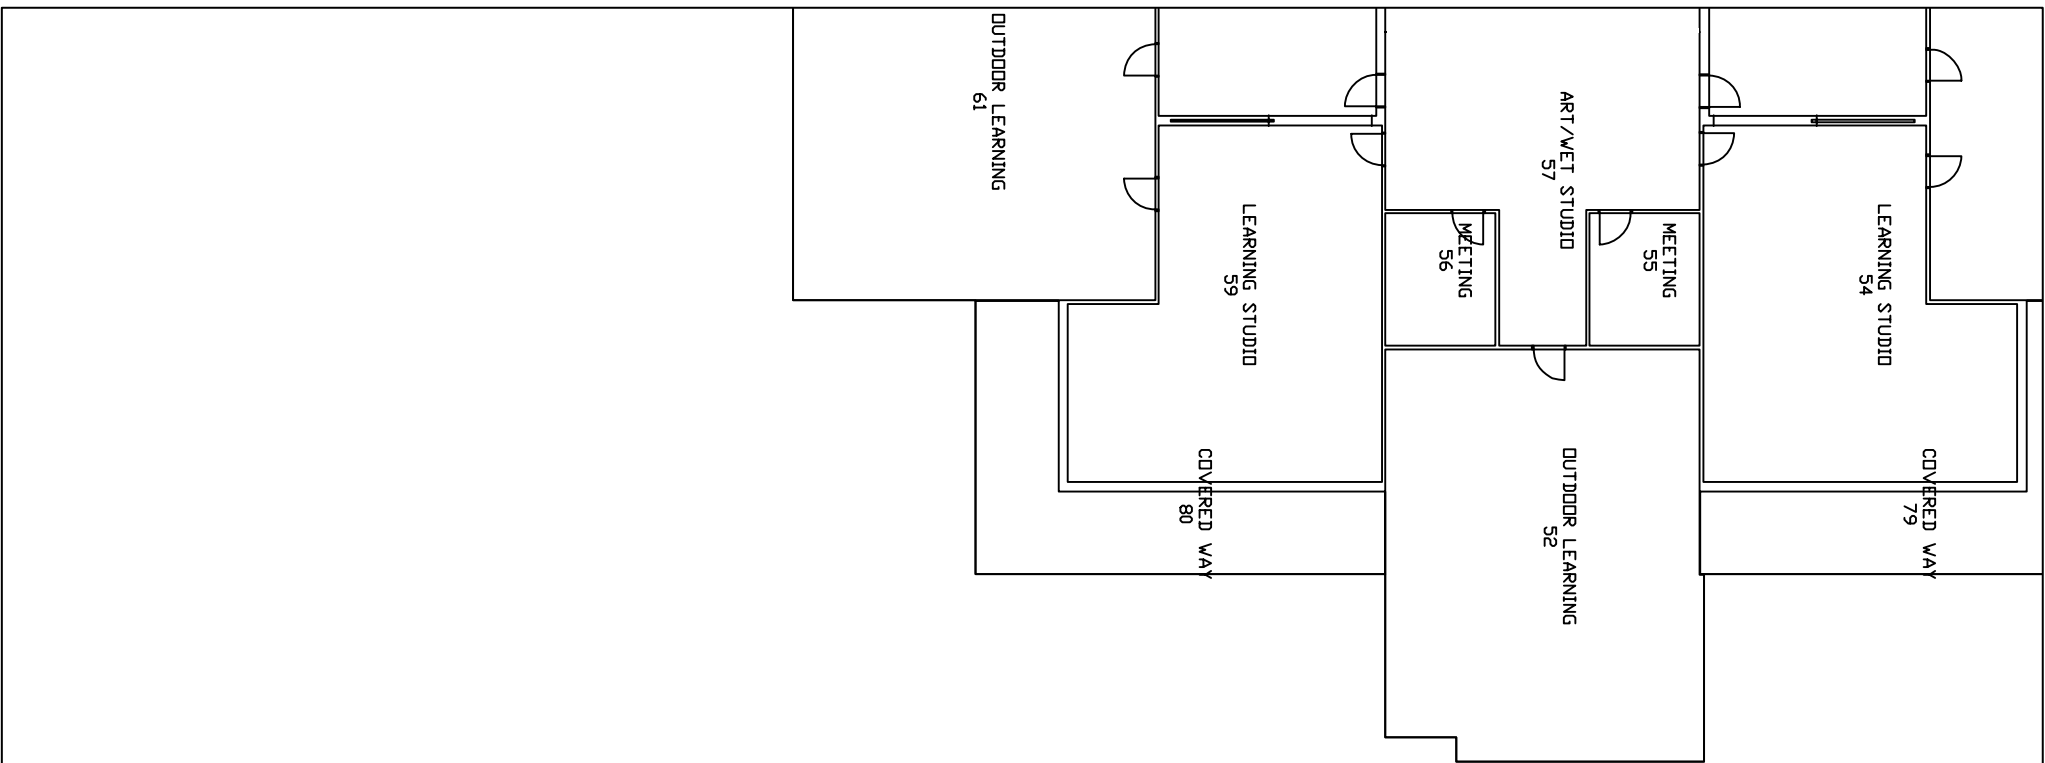 OUTDOOR LEARNING
61
ART/WET STUDIO
57
LEARNING STUDIO
59
MEETING
56
MEETING
55
LEARNING STUDIO
54
COVERED WAY
80
OUTDOOR LEARNING
52
COVERED WAY
79